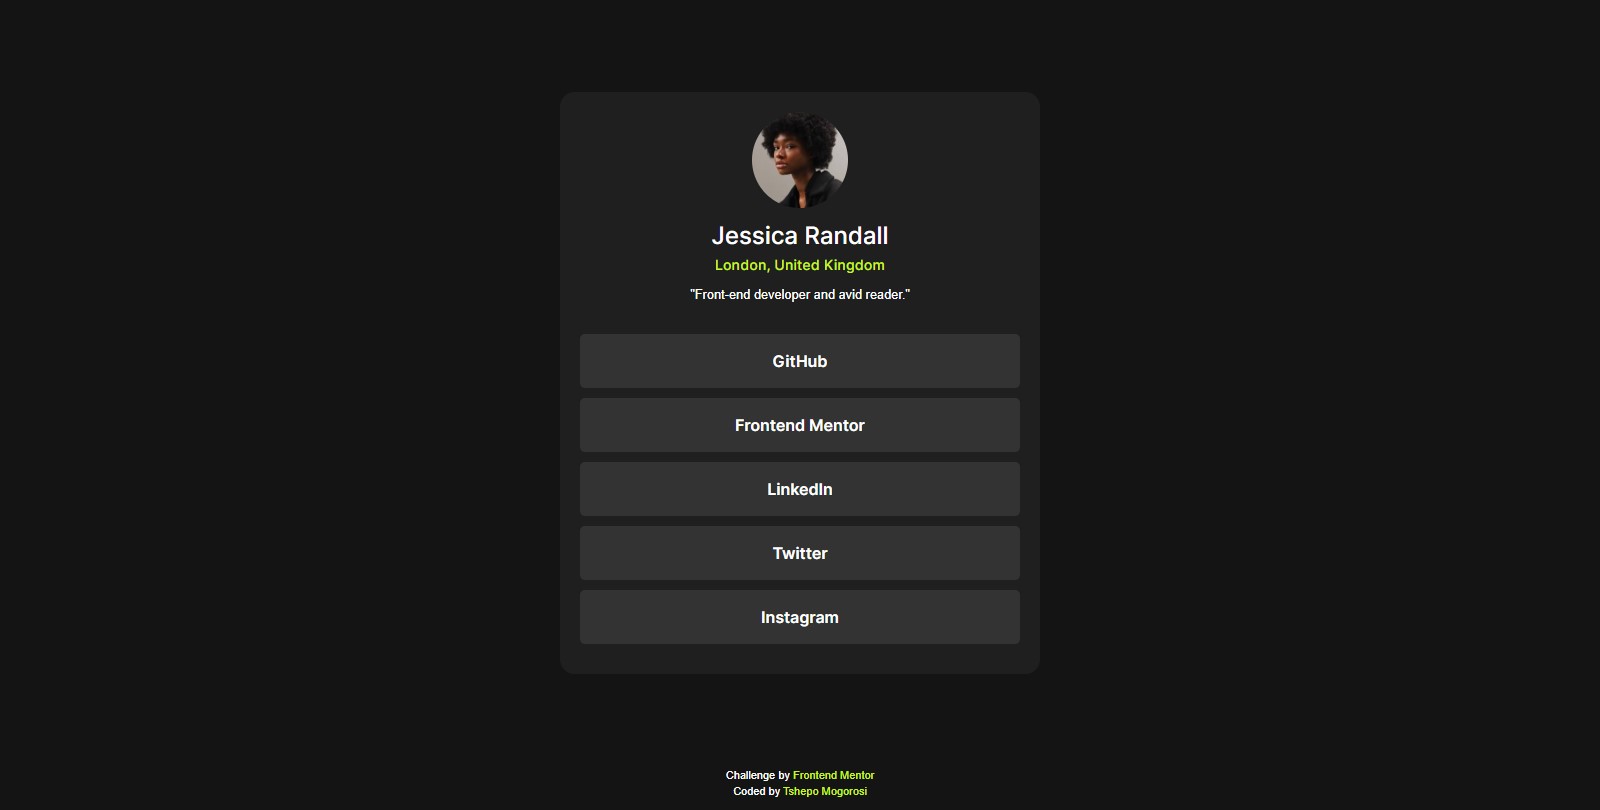 Jessica Randall
London, United Kingdom
"Front-end developer and avid reader."
GitHub
Frontend Mentor
LinkedIn
Twitter
Instagram
Challenge by Frontend Mentor
Coded by Tshepo Mogorosi